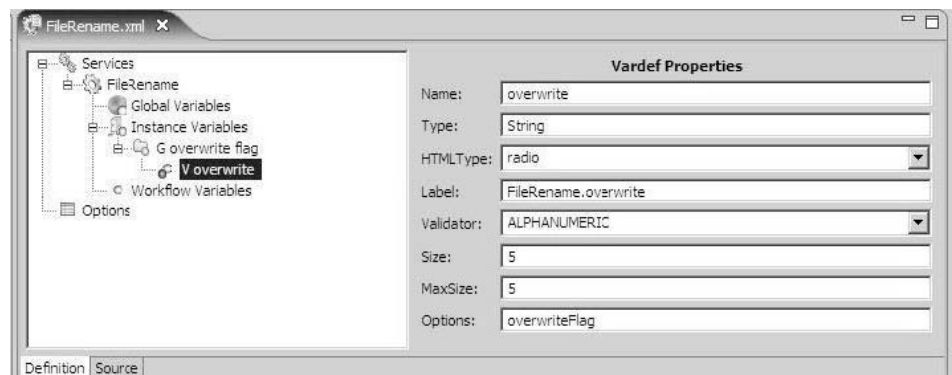 FileRename.xml
Services
FileRename
Global Variables
Instance Variables
G overwrite flag
V overwrite
Workflow Variables
Options
Vardef Properties
Name: overwrite
Type: String
HTMLType: radio
Label: FileRename.overwrite
Validator: ALPHANUMERIC
Size: 5
MaxSize: 5
Options: overwriteFlag
Definition Source